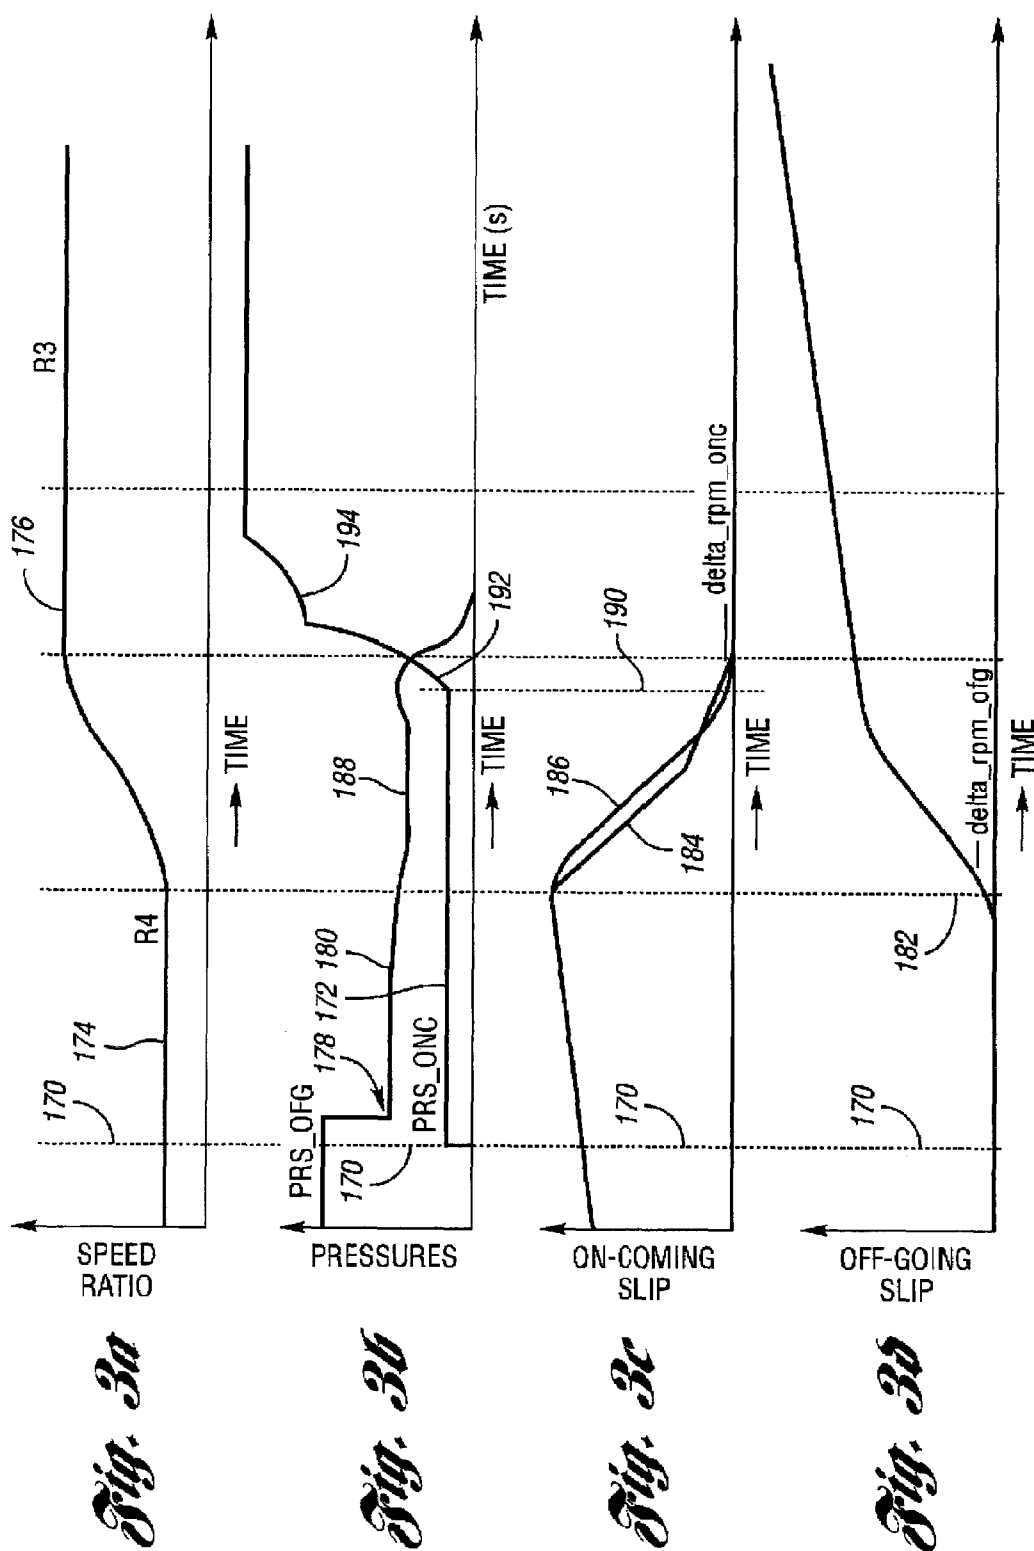 Fig. 3a
SPEED
RATIO
170
174
R4
176
R3
TIME
Fig. 3b
PRESSURES
PRS_OFG
170
178
PRS_ONC
172
180
188
192
194
TIME
TIME (s)
Fig. 3c
ON-COMING
SLIP
170
184
186
190
delta_rpm_onc
TIME
Fig. 3d
OFF-GOING
SLIP
170
182
delta_rpm_ofg
TIME